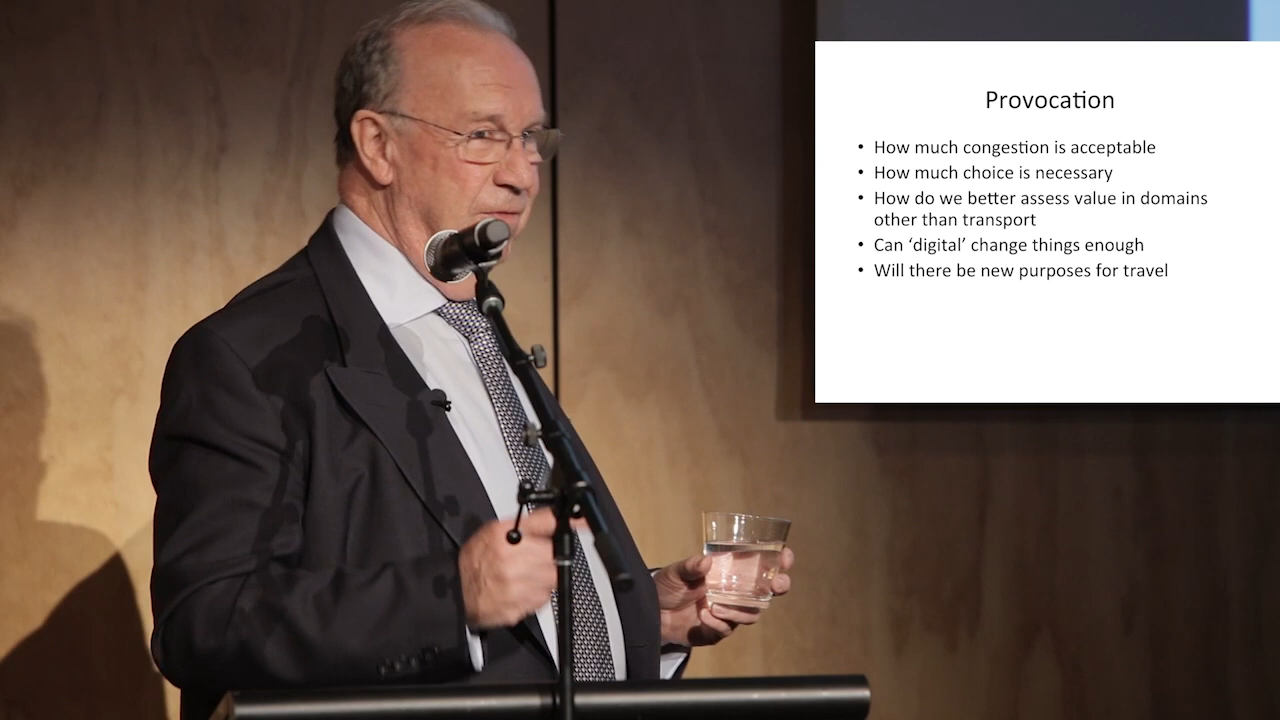 Provocation
• How much congestion is acceptable
• How much choice is necessary
• How do we better assess value in domains
other than transport
• Can ‘digital’ change things enough
• Will there be new purposes for travel